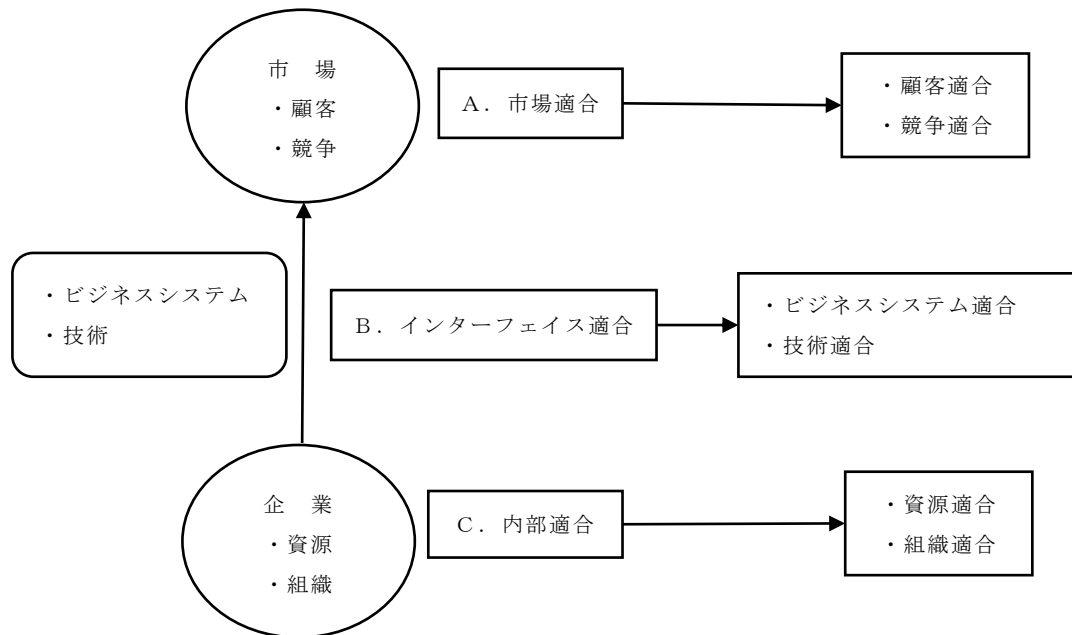 市　場
・顧客
・競争
A．市場適合
・顧客適合
・競争適合
・ビジネスシステム
・技術
B．インターフェイス適合
・ビジネスシステム適合
・技術適合
企　業
・資源
・組織
C．内部適合
・資源適合
・組織適合